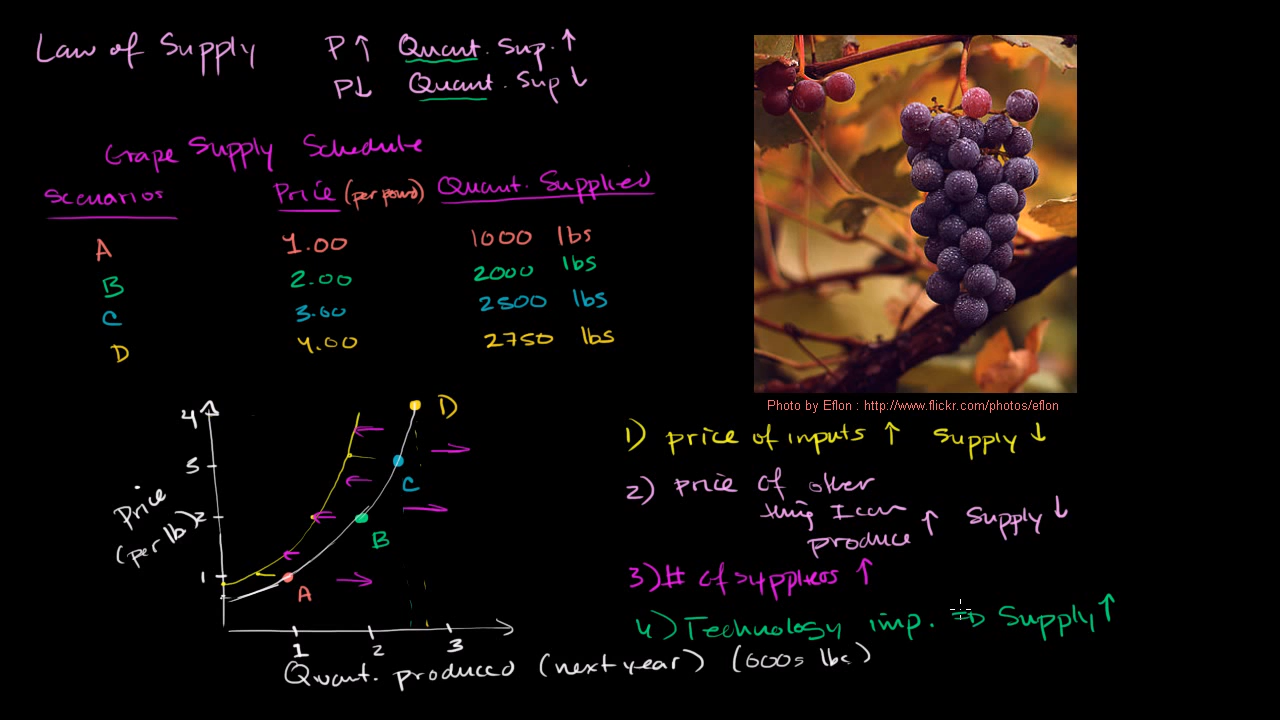 Law of Supply P↑ Quant. Sup. ↑
P↓ Quant. Sup ↓
Grape Supply Schedule
Scenarios Price (per pound) Quant. Supplied
A 1.00 1000 lbs
B 2.00 2000 lbs
C 3.00 2500 lbs
D 4.00 2750 lbs
Photo by Eflon : http://www.flickr.com/photos/eflon
4 D
3 C
Price (per lb) 2 B
1 A
1 2 3
Quant. produced (next year) (000s lbs)
1) price of inputs ↑ Supply ↓
2) Price of other
thing I can
produce ↑ Supply ↓
3) # of suppliers ↑
4) Technology imp. => Supply ↑